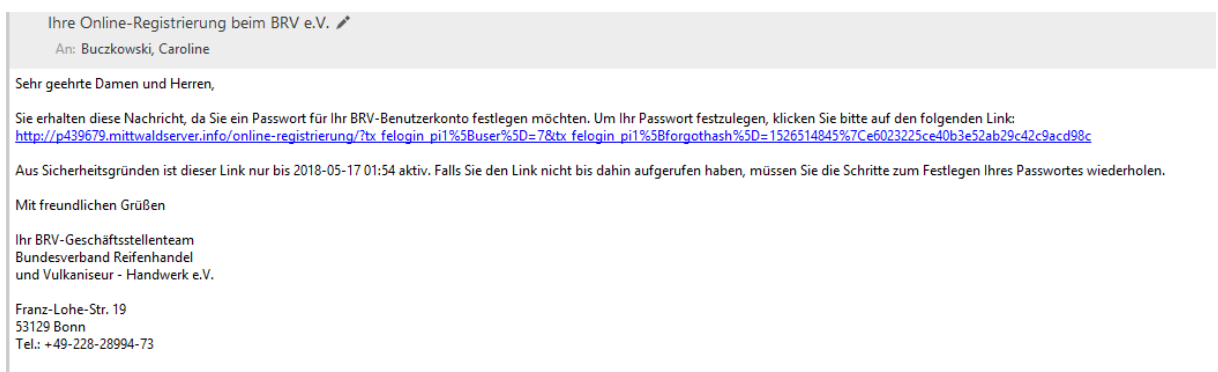 Ihre Online-Registrierung beim BRV e.V.
An: Buczkowski, Caroline
Sehr geehrte Damen und Herren,
Sie erhalten diese Nachricht, da Sie ein Passwort für Ihr BRV-Benutzerkonto festlegen möchten. Um Ihr Passwort festzulegen, klicken Sie bitte auf den folgenden Link:
http://p439679.mittwaldserver.info/online-registrierung/?tx_felogin_pi1%5Buser%5D=7&tx_felogin_pi1%5Bforgothash%5D=1526514845%7Ce6023225ce40b3e52ab29c42c9acd98c
Aus Sicherheitsgründen ist dieser Link nur bis 2018-05-17 01:54 aktiv. Falls Sie den Link nicht bis dahin aufgerufen haben, müssen Sie die Schritte zum Festlegen Ihres Passwortes wiederholen.
Mit freundlichen Grüßen
Ihr BRV-Geschäftsstellenteam
Bundesverband Reifenhandel
und Vulkaniseur - Handwerk e.V.
Franz-Lohe-Str. 19
53129 Bonn
Tel.: +49-228-28994-73